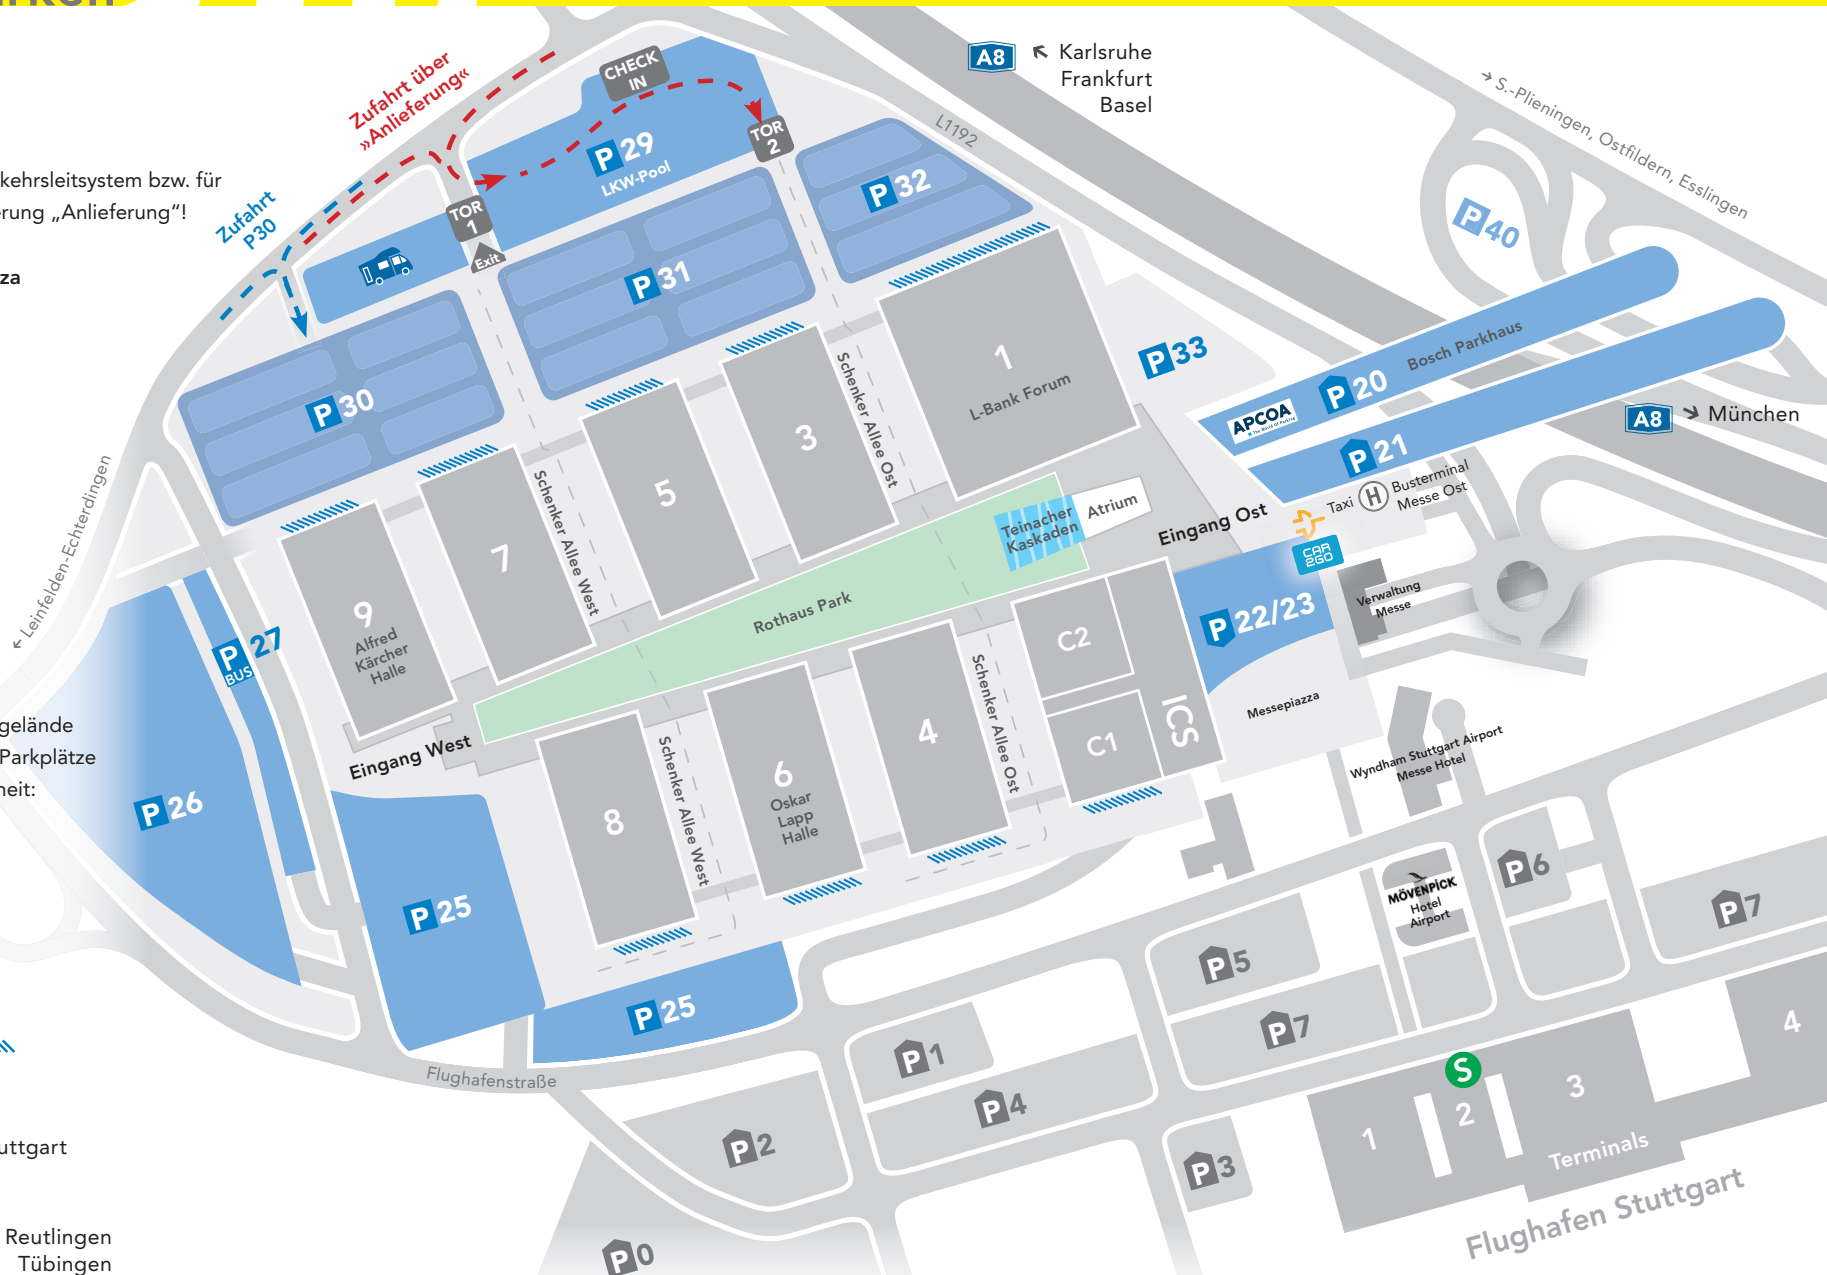 A8
Karlsruhe
Frankfurt
Basel
Zufahrt über
»Anlieferung«
CHECK
IN
TOR
2
L1192
→ S.-Plieningen, Ostfildern, Esslingen
P 29
LKW-Pool
P 32
P 40
kehrsleitsystem bzw. für
erung „Anlieferung“!
Zufahrt
P30
TOR
1
Exit
P 31
za
P 33
Bosch Parkhaus
P 20
APCOA
P 21
A8
München
P 30
1
L-Bank Forum
Schenker Allee Ost
3
5
Schenker Allee West
7
9
Alfred
Kärcher
Halle
← Leinfelden-Echterdingen
Teinacher
Kaskaden
Atrium
Eingang Ost
Taxi
H
Busterminal
Messe Ost
CAR
2GO
Rothaus Park
P 22/23
Verwaltung
Messe
P 27
BUS
C2
C1
ICS
Messepiazza
Schenker Allee Ost
4
6
Oskar
Lapp
Halle
Schenker Allee West
8
Eingang West
Wyndham Stuttgart Airport
Messe Hotel
gelände
Parkplätze
heit:
P 26
P 25
P 25
P 6
MÖVENPICK
Hotel
Airport
P 7
P 5
P 7
P 1
P 4
P 2
P 3
P 0
Flughafenstraße
S
1
2
3
4
Terminals
Flughafen Stuttgart
uttgart
Reutlingen
Tübingen